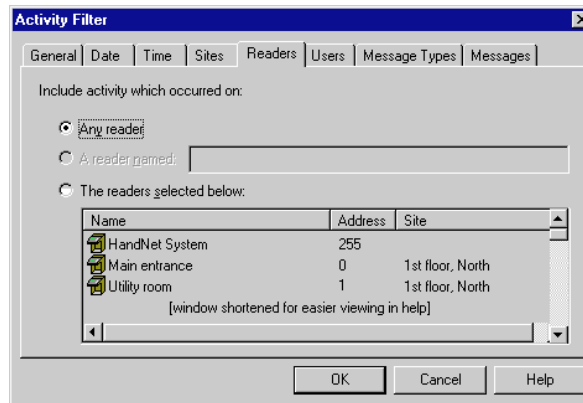 Activity Filter
General Date Time Sites Readers Users Message Types Messages
Include activity which occurred on:
Any reader
A reader named:
The readers selected below:
Name Address Site
HandNet System 255
Main entrance 0 1st floor, North
Utility room 1 1st floor, North
[window shortened for easier viewing in help]
OK Cancel Help